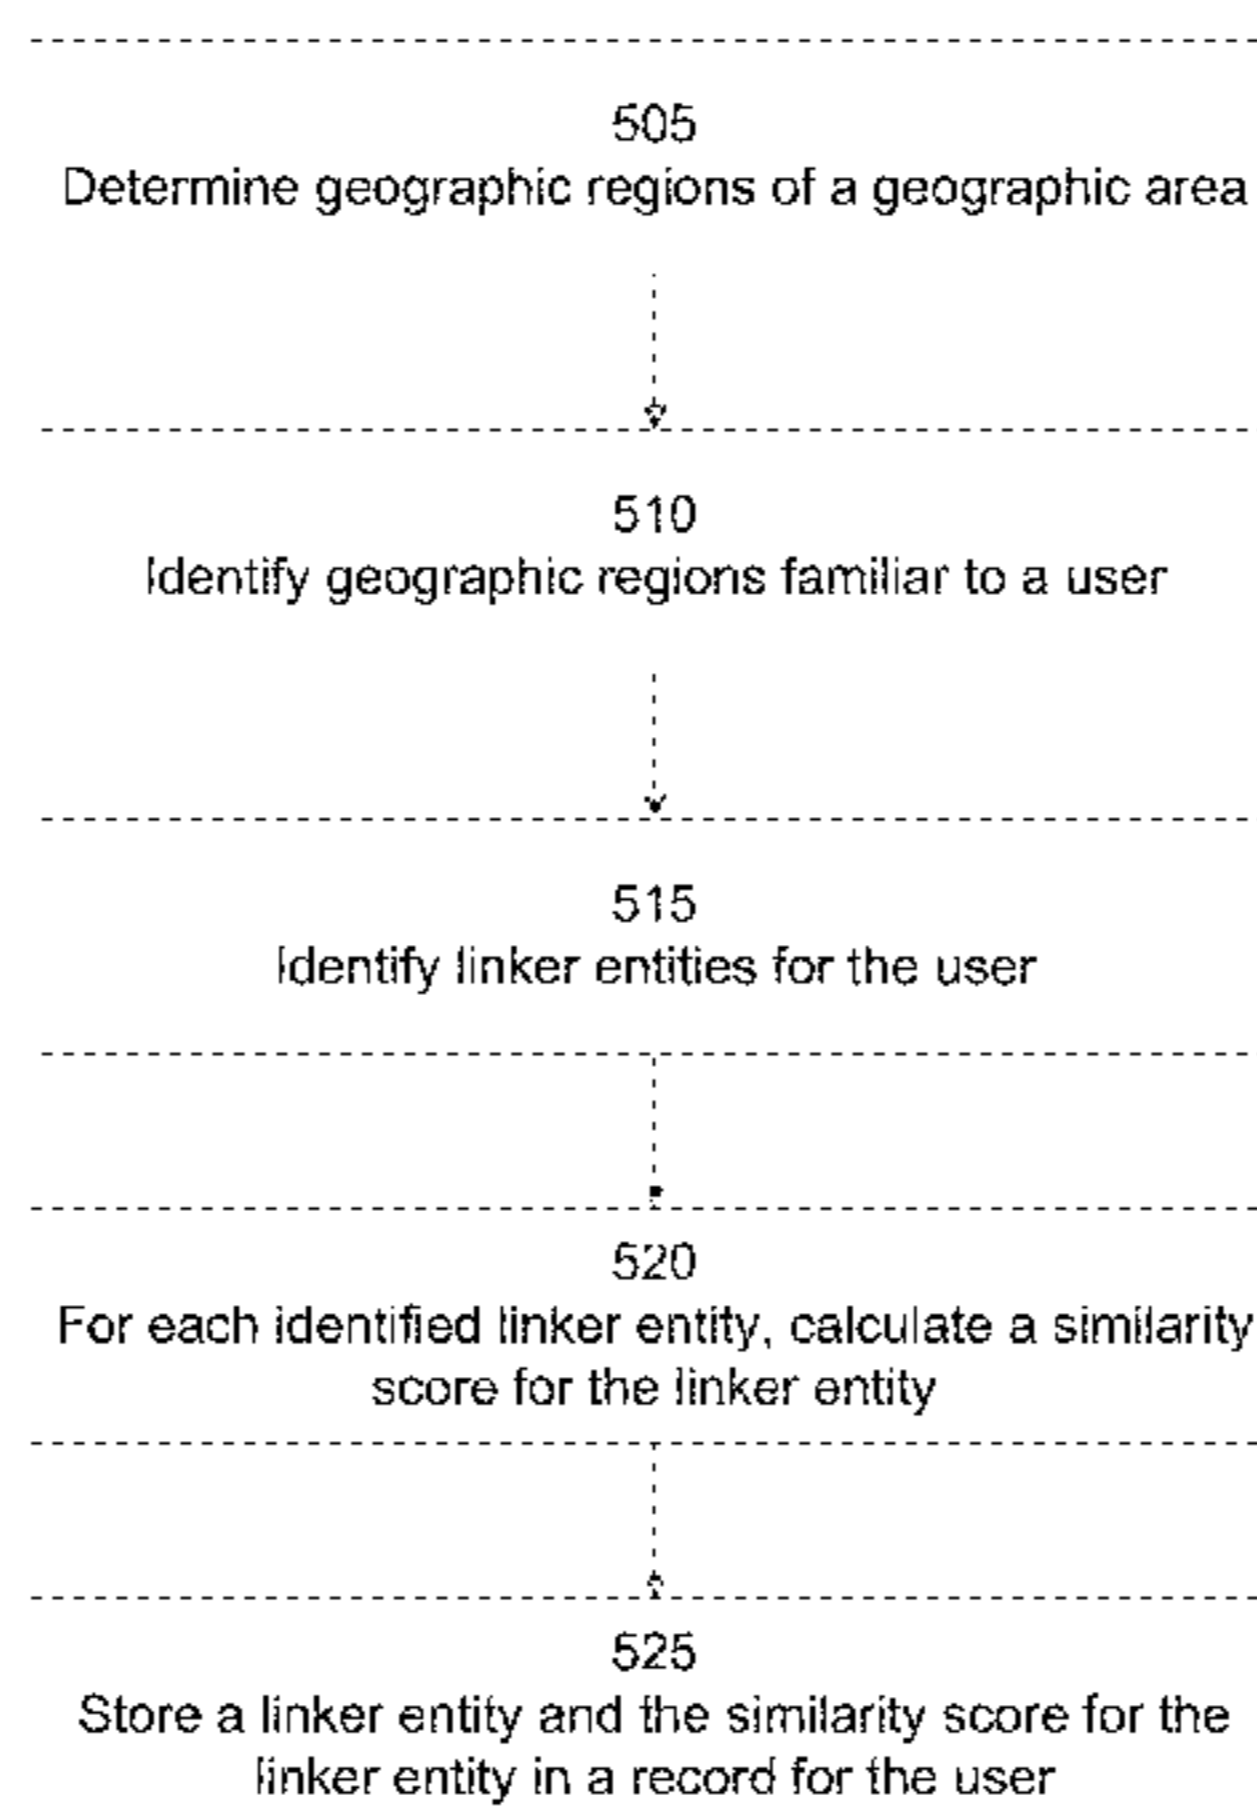 505
Determine geographic regions of a geographic area
510
Identify geographic regions familiar to a user
515
Identify linker entities for the user
520
For each identified linker entity, calculate a similarity
score for the linker entity
525
Store a linker entity and the similarity score for the
linker entity in a record for the user